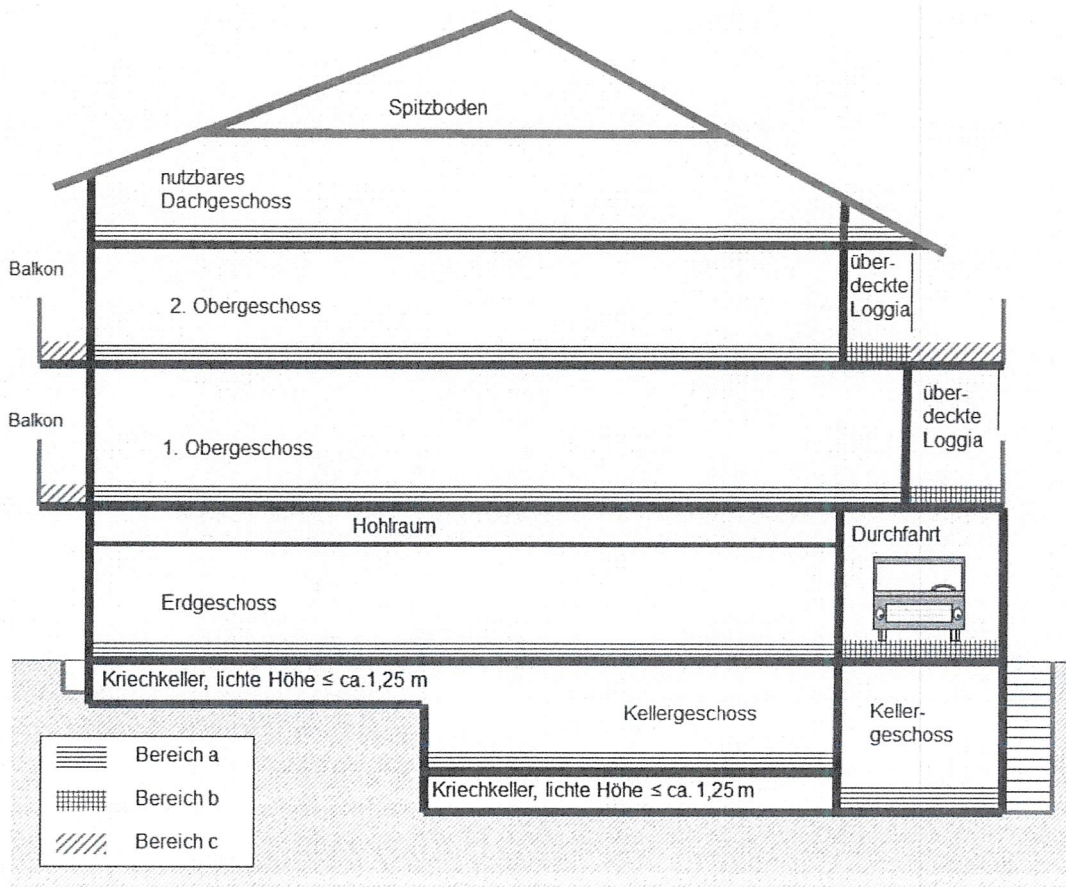 Spitzboden
nutzbares
Dachgeschoss
Balkon
2. Obergeschoss
über-
deckte
Loggia
Balkon
1. Obergeschoss
über-
deckte
Loggia
Hohlraum
Durchfahrt
Erdgeschoss
Kriechkeller, lichte Höhe ≤ ca.1,25 m
Kellergeschoss
Keller-
geschoss
Kriechkeller, lichte Höhe ≤ ca. 1,25 m
Bereich a
Bereich b
Bereich c